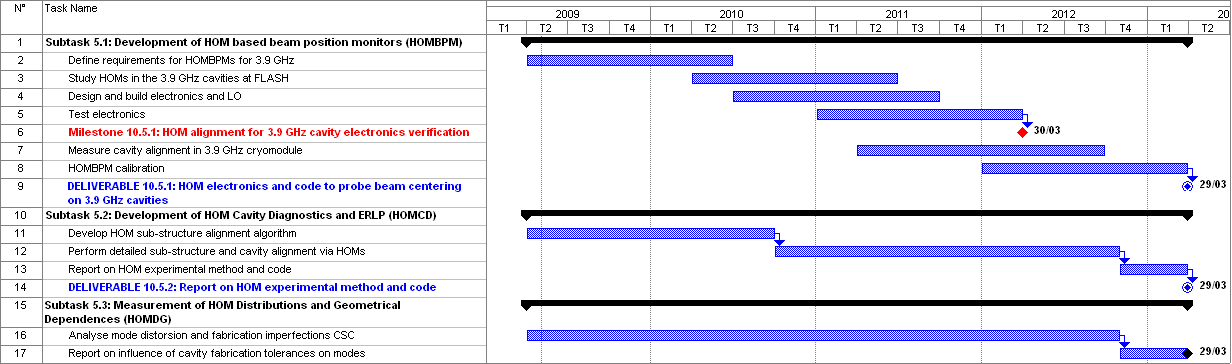 N° Task Name 2009 2010 2011 2012 20
T1 T2 T3 T4 T1 T2 T3 T4 T1 T2 T3 T4 T1 T2 T3 T4 T1 T2
1 Subtask 5.1: Development of HOM based beam position monitors (HOMBPM)
2 Define requirements for HOMBPMs for 3.9 GHz
3 Study HOMs in the 3.9 GHz cavities at FLASH
4 Design and build electronics and LO
5 Test electronics
6 Milestone 10.5.1: HOM alignment for 3.9 GHz cavity electronics verification 30/03
7 Measure cavity alignment in 3.9 GHz cryomodule
8 HOMBPM calibration
9 DELIVERABLE 10.5.1: HOM electronics and code to probe beam centering 29/03
on 3.9 GHz cavities
10 Subtask 5.2: Development of HOM Cavity Diagnostics and ERLP (HOMCD)
11 Develop HOM sub-structure alignment algorithm
12 Perform detailed sub-structure and cavity alignment via HOMs
13 Report on HOM experimental method and code
14 DELIVERABLE 10.5.2: Report on HOM experimental method and code 29/03
15 Subtask 5.3: Measurement of HOM Distributions and Geometrical
Dependences (HOMDG)
16 Analyse mode distorsion and fabrication imperfections CSC
17 Report on influence of cavity fabrication tolerances on modes 29/03